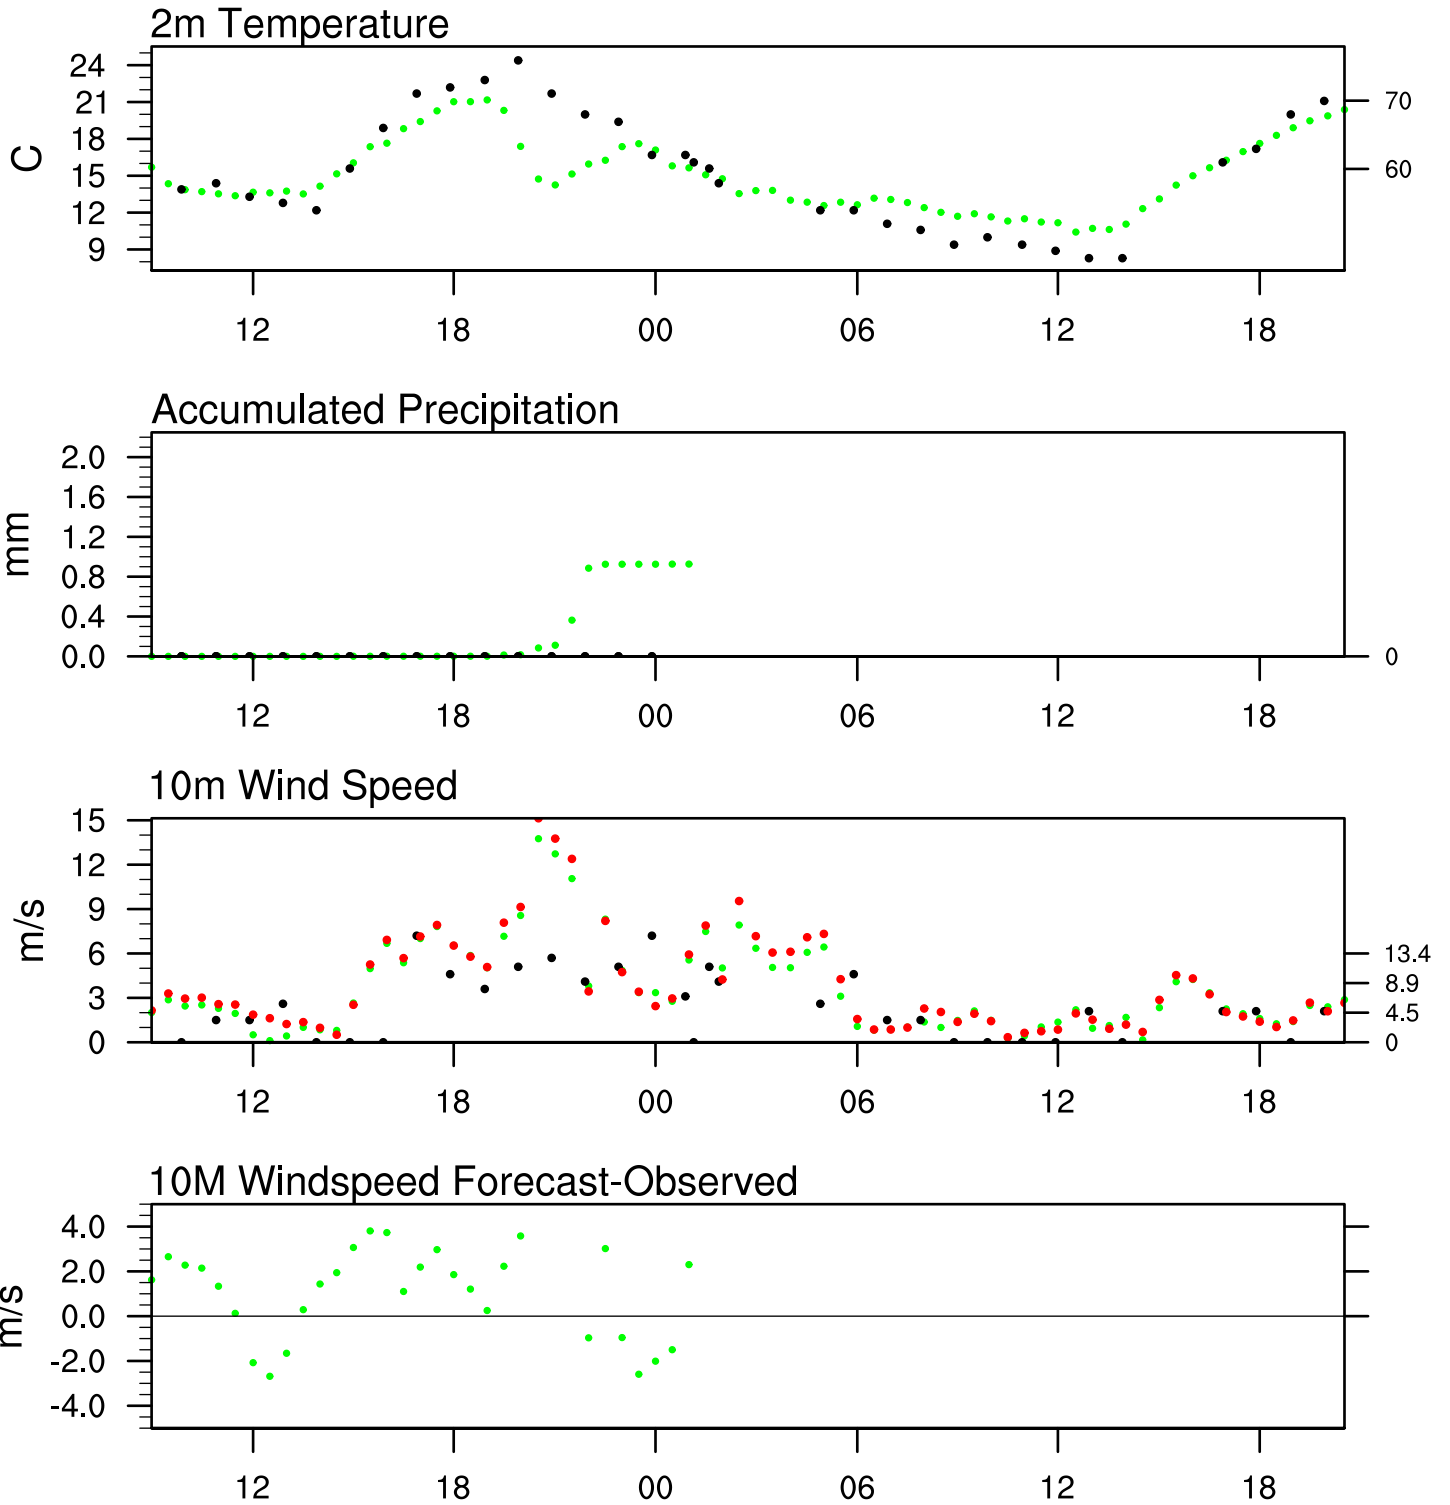 2m Temperature
24
21
18
15
12
9
C
70
60
12 18 00 06 12 18
Accumulated Precipitation
2.0
1.6
1.2
0.8
0.4
0.0
mm
0
12 18 00 06 12 18
10m Wind Speed
15
12
9
6
3
0
m/s
13.4
8.9
4.5
0
12 18 00 06 12 18
10M Windspeed Forecast-Observed
4.0
2.0
0.0
-2.0
-4.0
m/s
12 18 00 06 12 18